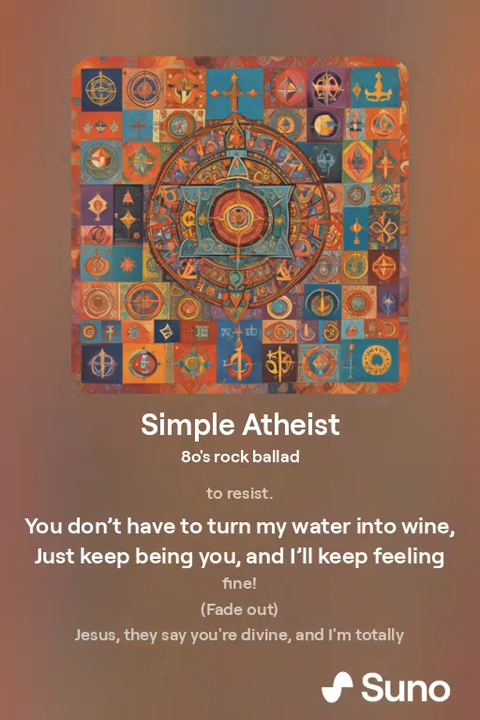 Simple Atheist
80's rock ballad
to resist.
You don’t have to turn my water into wine,
Just keep being you, and I’ll keep feeling
fine!
(Fade out)
Jesus, they say you're divine, and I'm totally
Suno